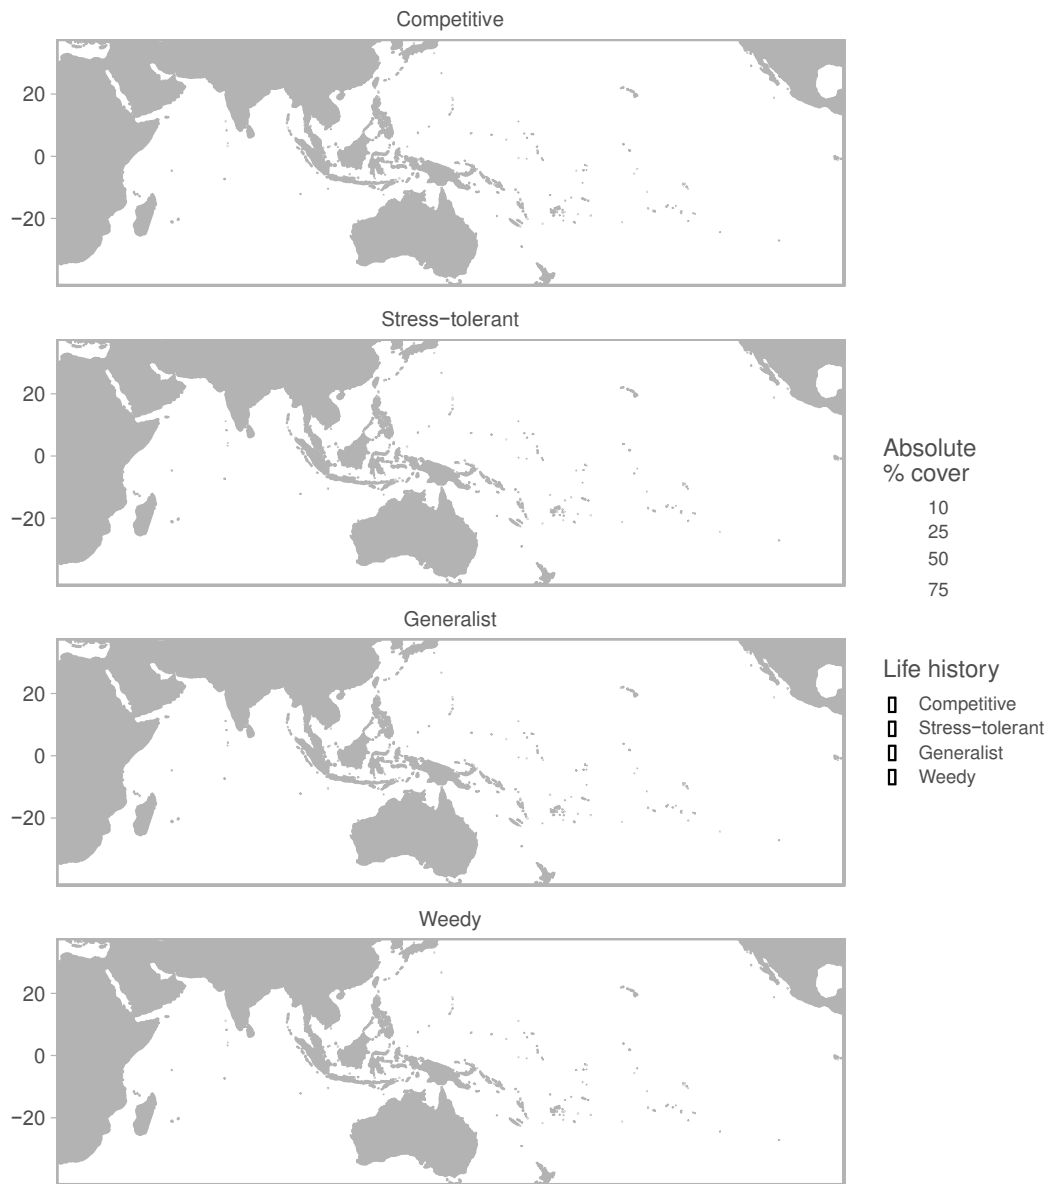 Competitive
20
0
−20
Stress−tolerant
20
0
−20
Generalist
20
0
−20
Weedy
20
0
−20
Absolute
% cover
10
25
50
75
Life history
Competitive
Stress−tolerant
Generalist
Weedy